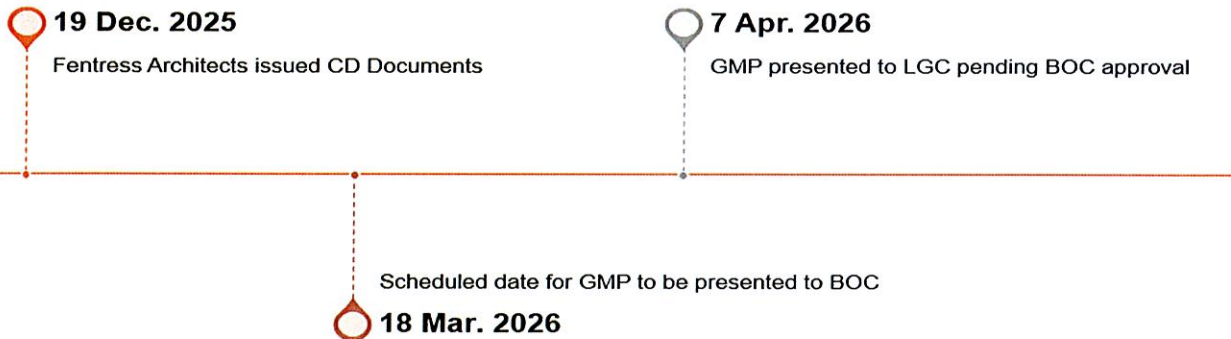 19 Dec. 2025
Fentress Architects issued CD Documents
7 Apr. 2026
GMP presented to LGC pending BOC approval
Scheduled date for GMP to be presented to BOC
18 Mar. 2026